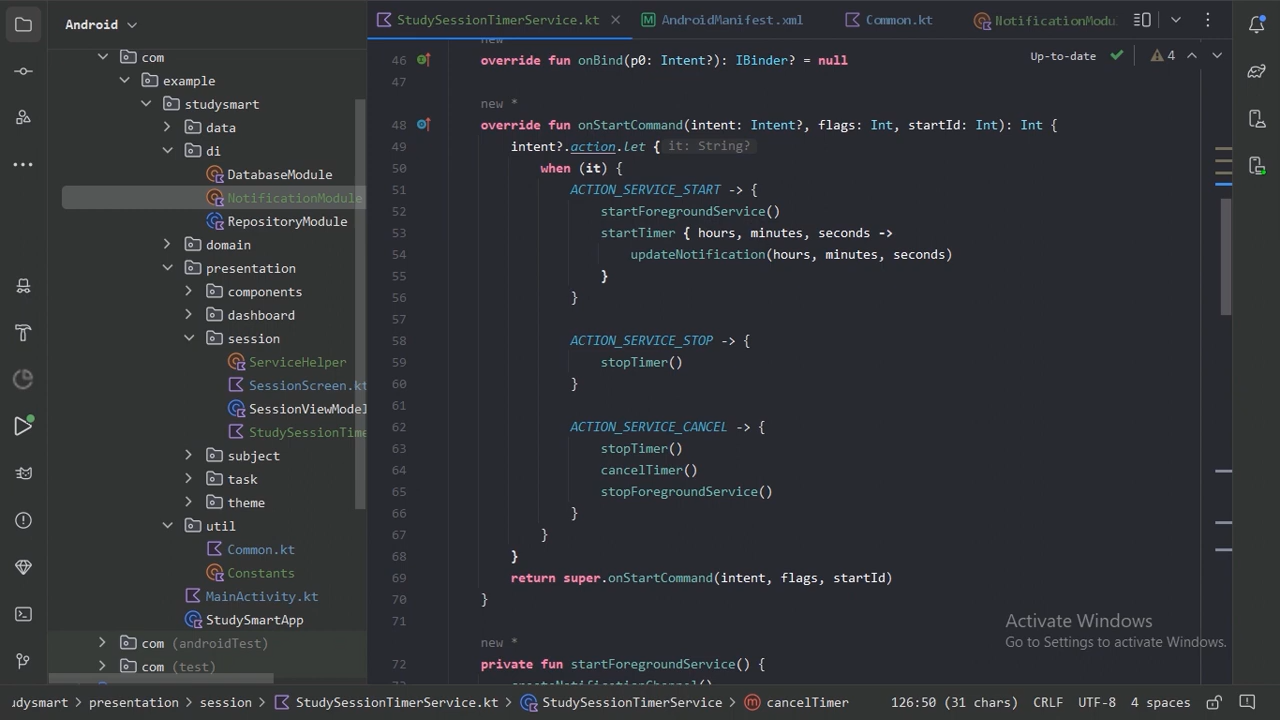 Android
StudySessionTimerService.kt
AndroidManifest.xml
Common.kt
NotificationModu
com
example
studysmart
data
di
DatabaseModule
NotificationModule
RepositoryModule
domain
presentation
components
dashboard
session
ServiceHelper
SessionScreen.kt
SessionViewModel
StudySessionTime
subject
task
theme
util
Common.kt
Constants
MainActivity.kt
StudySmartApp
com (androidTest)
com (test)
Up-to-date
4
new
46 override fun onBind(p0: Intent?): IBinder? = null
47
new *
48 override fun onStartCommand(intent: Intent?, flags: Int, startId: Int): Int {
49 intent?.action.let { it: String?
50 when (it) {
51 ACTION_SERVICE_START -> {
52 startForegroundService()
53 startTimer { hours, minutes, seconds ->
54 updateNotification(hours, minutes, seconds)
55 }
56 }
57
58 ACTION_SERVICE_STOP -> {
59 stopTimer()
60 }
61
62 ACTION_SERVICE_CANCEL -> {
63 stopTimer()
64 cancelTimer()
65 stopForegroundService()
66 }
67 }
68 }
69 return super.onStartCommand(intent, flags, startId)
70 }
71
new *
72 private fun startForegroundService() {
73 createNotificationChannel()
Activate Windows
Go to Settings to activate Windows.
udysmart > presentation > session > StudySessionTimerService.kt > StudySessionTimerService > cancelTimer
126:50 (31 chars) CRLF UTF-8 4 spaces